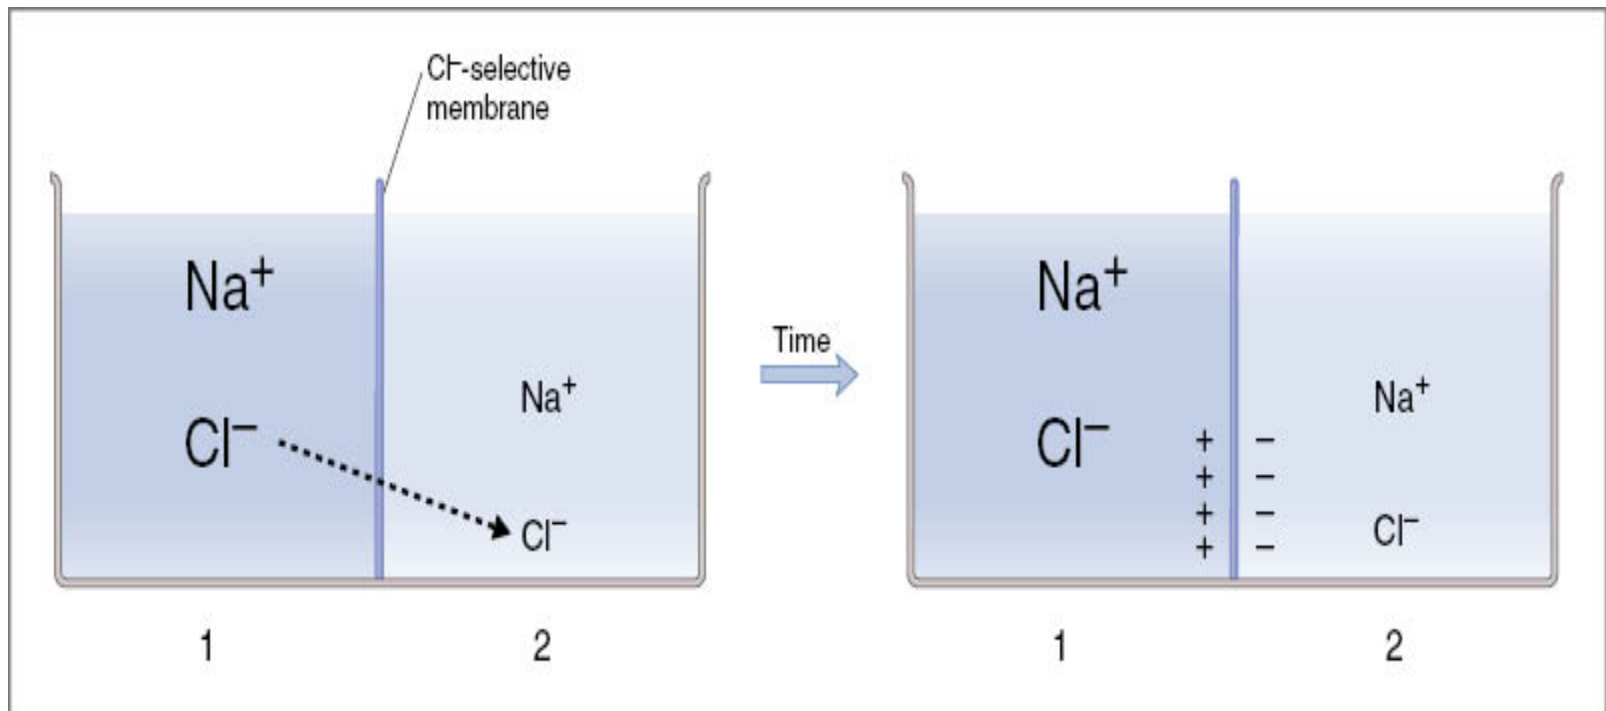 Cl⁻-selective
membrane
Na⁺
Cl⁻
Na⁺
Cl⁻
1
2
Time
Na⁺
Cl⁻
+ −
+ −
+ −
+ −
Na⁺
Cl⁻
1
2